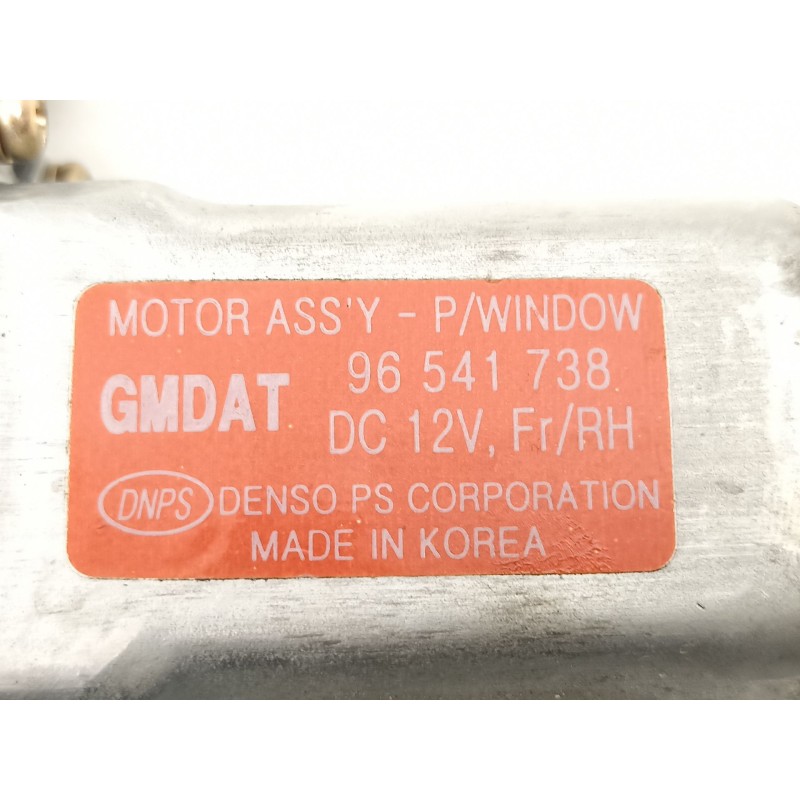 MOTOR ASS'Y - P/WINDOW
GMDAT 96 541 738
DC 12V, Fr/RH
DNPS DENSO PS CORPORATION
MADE IN KOREA